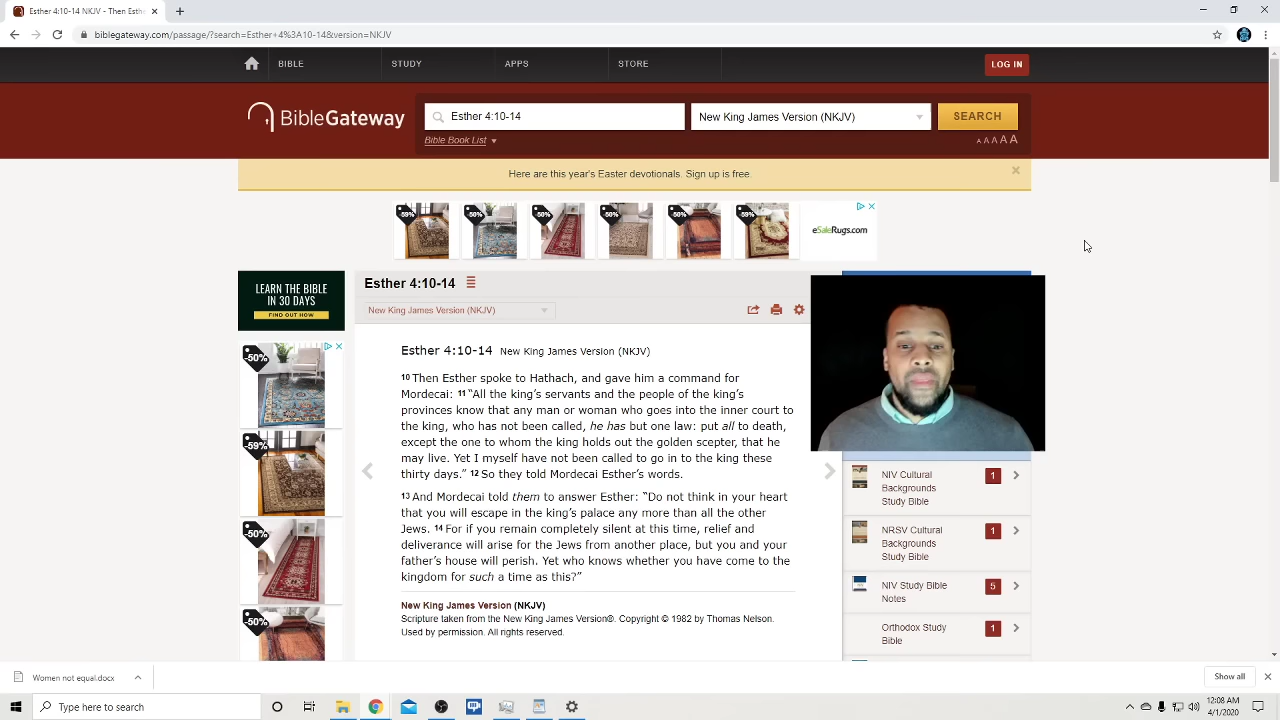 Esther 4:10-14 NKJV - Then Esth
biblegateway.com/passage/?search=Esther+4%3A10-14&version=NKJV
BIBLE STUDY APPS STORE LOG IN
BibleGateway
Esther 4:10-14
New King James Version (NKJV)
SEARCH
Bible Book List
A A A A A
Here are this year's Easter devotionals. Sign up is free.
-59% -50% -50% -50% -50% -59%
eSaleRugs.com
LEARN THE BIBLE
IN 30 DAYS
FIND OUT HOW
-50%
-59%
-50%
-50%
Esther 4:10-14
New King James Version (NKJV)
Esther 4:10-14 New King James Version (NKJV)
10 Then Esther spoke to Hathach, and gave him a command for
Mordecai: 11 “All the king’s servants and the people of the king’s
provinces know that any man or woman who goes into the inner court to
the king, who has not been called, he has but one law: put all to death,
except the one to whom the king holds out the golden scepter, that he
may live. Yet I myself have not been called to go in to the king these
thirty days.” 12 So they told Mordecai Esther’s words.
13 And Mordecai told them to answer Esther: “Do not think in your heart
that you will escape in the king’s palace any more than all the other
Jews. 14 For if you remain completely silent at this time, relief and
deliverance will arise for the Jews from another place, but you and your
father’s house will perish. Yet who knows whether you have come to the
kingdom for such a time as this?”
New King James Version (NKJV)
Scripture taken from the New King James Version®. Copyright © 1982 by Thomas Nelson.
Used by permission. All rights reserved.
NIV Cultural
Backgrounds
Study Bible
1
NRSV Cultural
Backgrounds
Study Bible
1
NIV Study Bible
Notes
5
Orthodox Study
Bible
1
Women not equal.docx
Show all
Type here to search
12:08 AM
4/1/2020